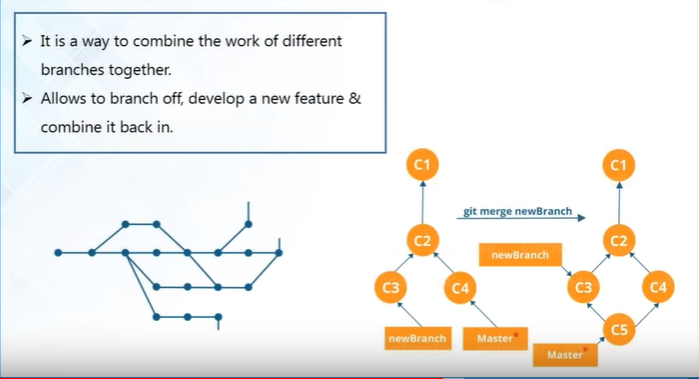 ➢ It is a way to combine the work of different
branches together.
➢ Allows to branch off, develop a new feature &
combine it back in.
C1
C2
C3
C4
newBranch
Master*
git merge newBranch
C1
C2
newBranch
C3
C4
C5
Master*